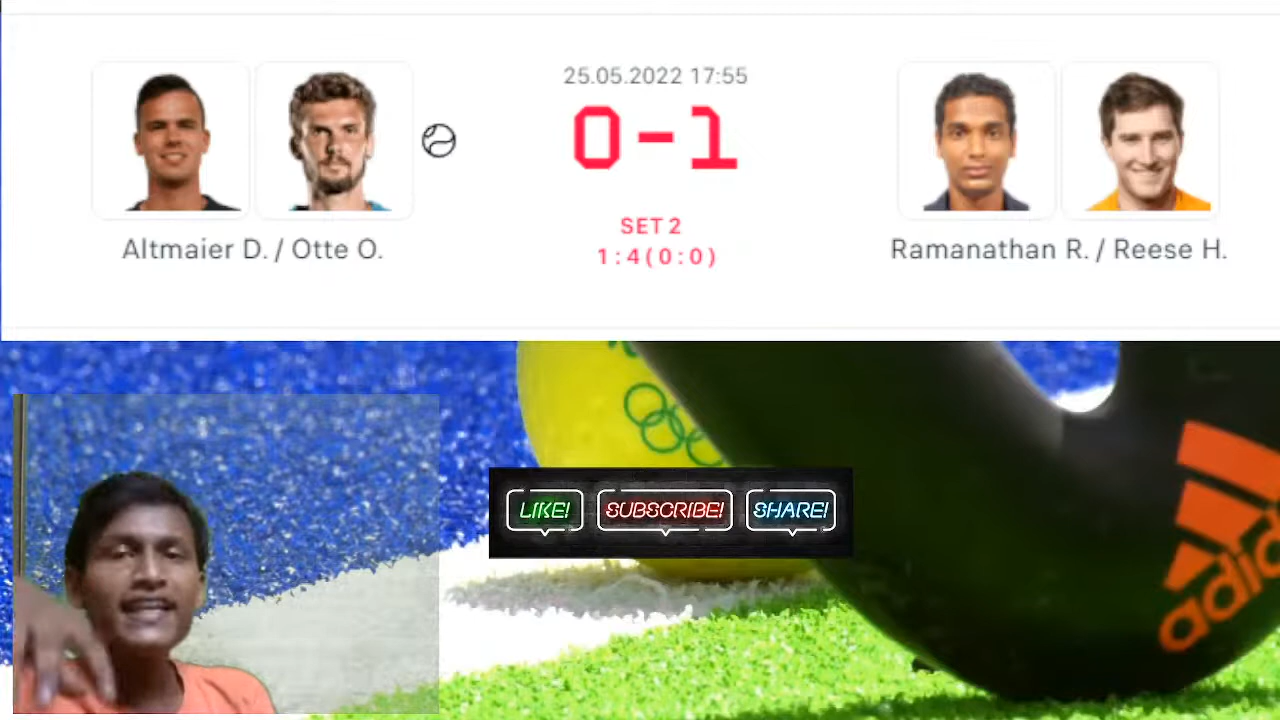 25.05.2022 17:55
0-1
SET 2
1:4(0:0)
Altmaier D. / Otte O.
Ramanathan R. / Reese H.
LIKE! SUBSCRIBE! SHARE!
adid